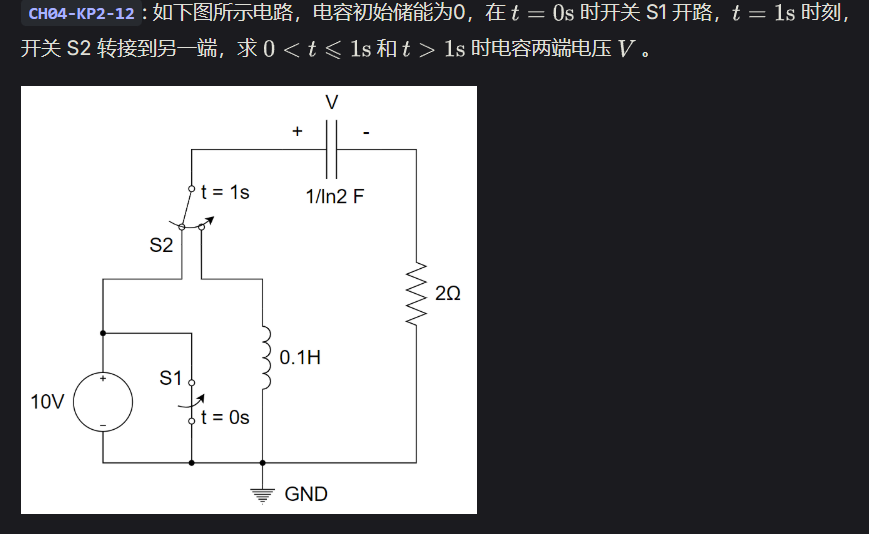 CH04-KP2-12 : 如下图所示电路，电容初始储能为0，在 t = 0s 时开关 S1 开路，t = 1s 时刻，
开关 S2 转接到另一端，求 0 < t ⩽ 1s 和 t > 1s 时电容两端电压 V 。
V
+ -
t = 1s
1/ln2 F
S2
2Ω
0.1H
S1
+
10V
-
t = 0s
GND